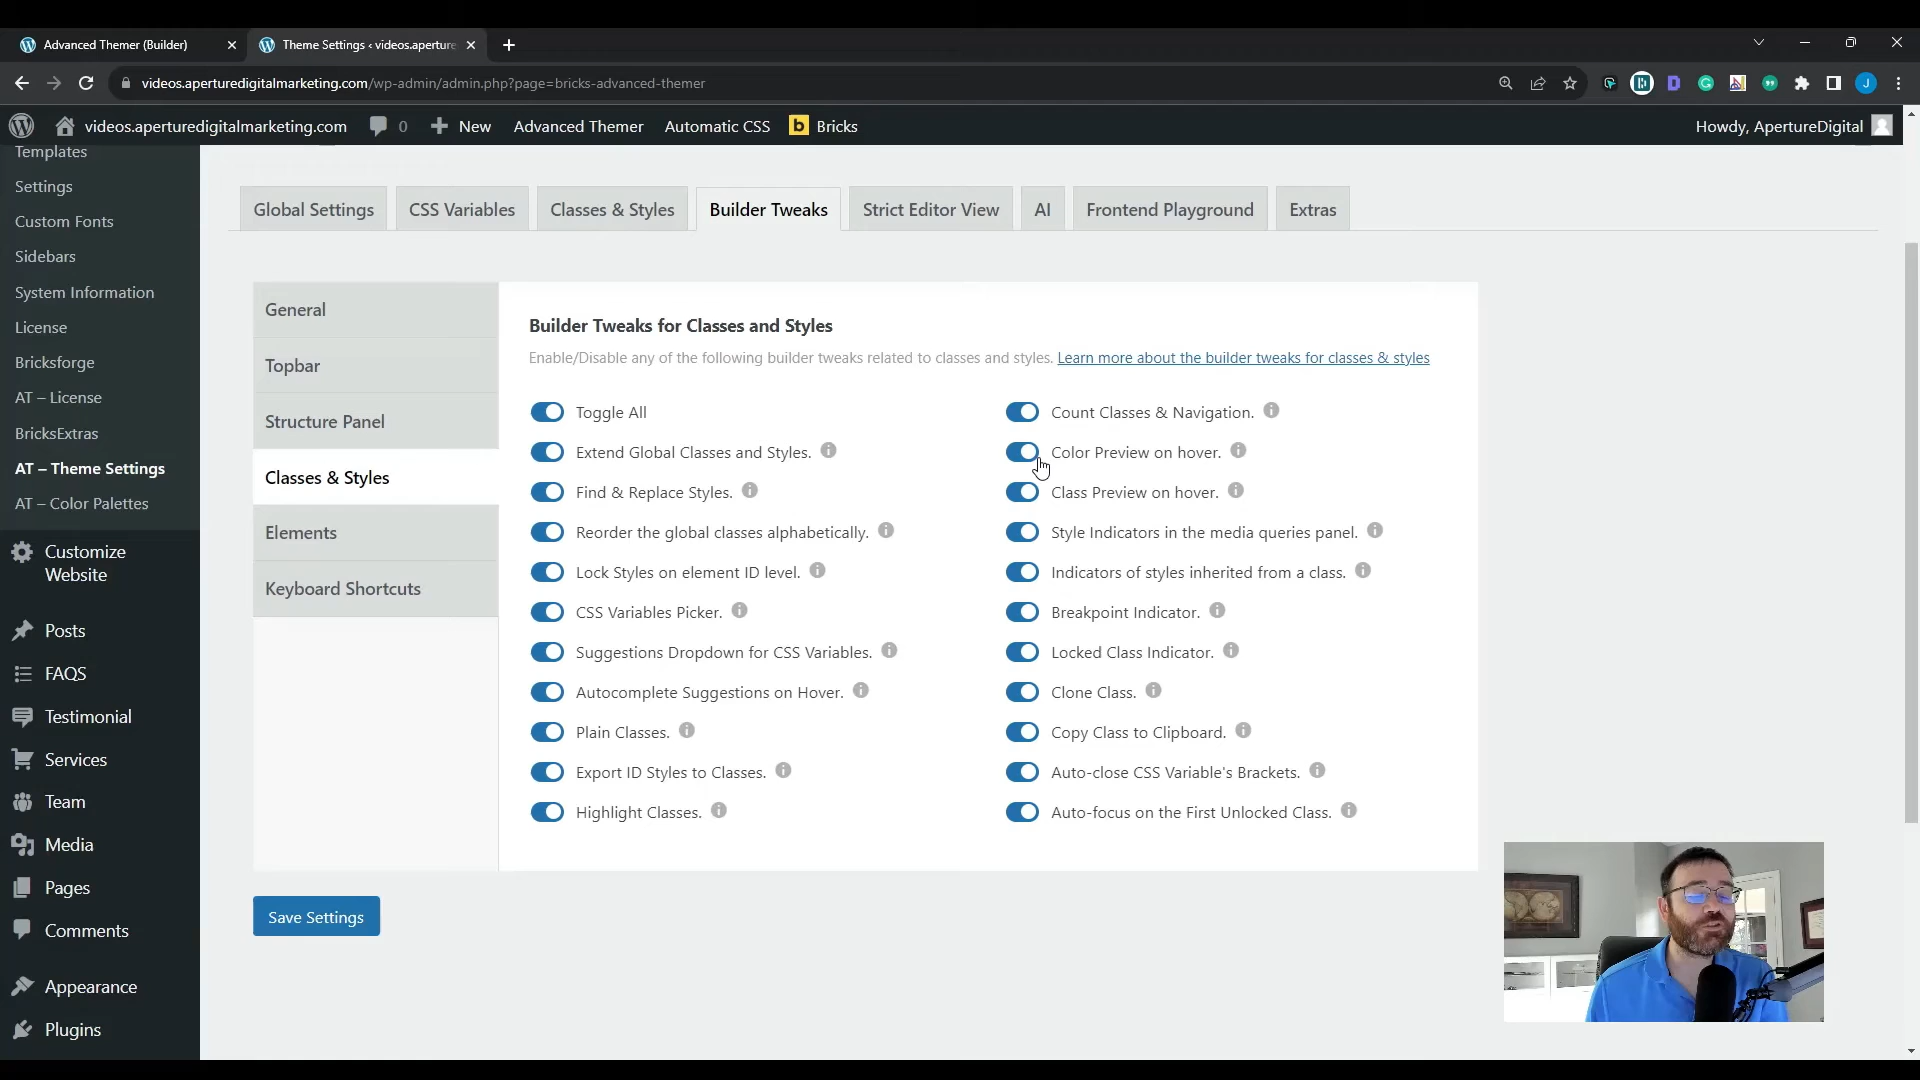 Advanced Themer (Builder)
Theme Settings ‹ videos.aperture
videos.aperturedigitalmarketing.com/wp-admin/admin.php?page=bricks-advanced-themer
videos.aperturedigitalmarketing.com
0
New
Advanced Themer
Automatic CSS
b Bricks
Howdy, ApertureDigital
Templates
Settings
Custom Fonts
Sidebars
System Information
License
Bricksforge
AT – License
BricksExtras
AT – Theme Settings
AT – Color Palettes
Customize
Website
Posts
FAQS
Testimonial
Services
Team
Media
Pages
Comments
Appearance
Plugins
Global Settings
CSS Variables
Classes & Styles
Builder Tweaks
Strict Editor View
AI
Frontend Playground
Extras
General
Topbar
Structure Panel
Classes & Styles
Elements
Keyboard Shortcuts
Builder Tweaks for Classes and Styles
Enable/Disable any of the following builder tweaks related to classes and styles. Learn more about the builder tweaks for classes & styles
Toggle All
Extend Global Classes and Styles.
Find & Replace Styles.
Reorder the global classes alphabetically.
Lock Styles on element ID level.
CSS Variables Picker.
Suggestions Dropdown for CSS Variables.
Autocomplete Suggestions on Hover.
Plain Classes.
Export ID Styles to Classes.
Highlight Classes.
Count Classes & Navigation.
Color Preview on hover.
Class Preview on hover.
Style Indicators in the media queries panel.
Indicators of styles inherited from a class.
Breakpoint Indicator.
Locked Class Indicator.
Clone Class.
Copy Class to Clipboard.
Auto-close CSS Variable's Brackets.
Auto-focus on the First Unlocked Class.
Save Settings